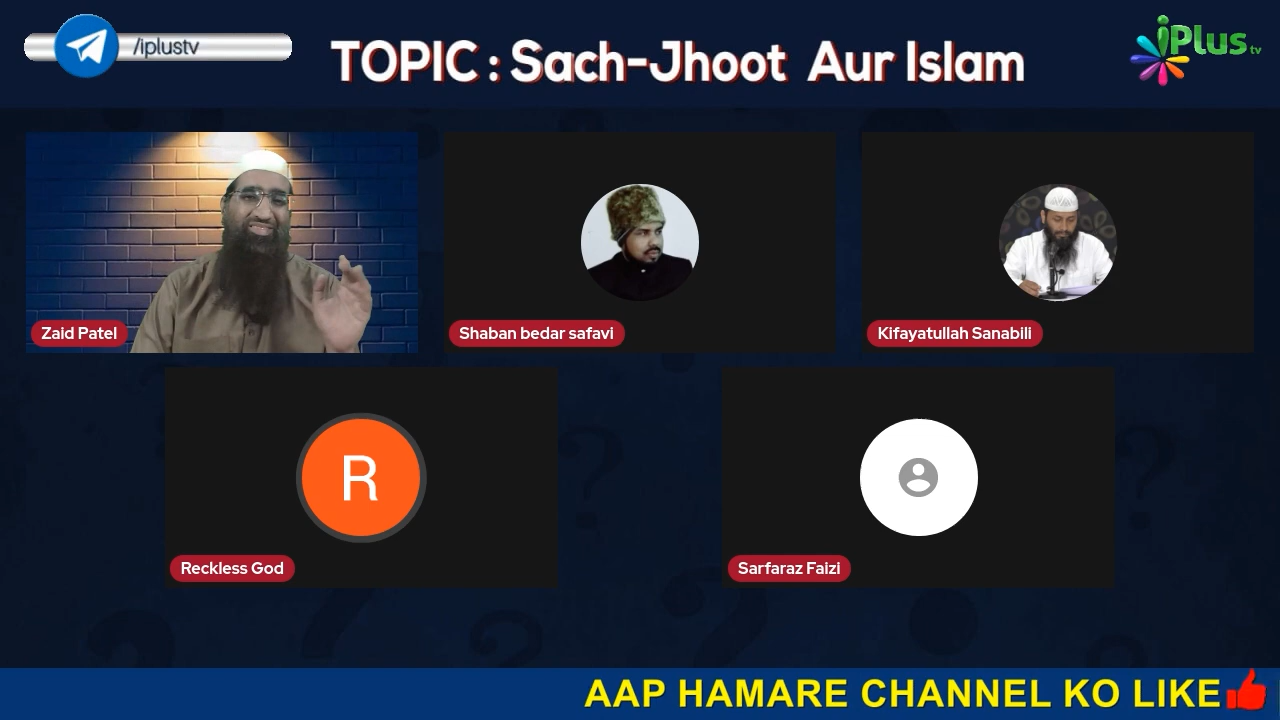 /iplustv
TOPIC : Sach-Jhoot Aur Islam
iPlus tv
Zaid Patel
Shaban bedar safavi
Kifayatullah Sanabili
R
Reckless God
Sarfaraz Faizi
AAP HAMARE CHANNEL KO LIKE